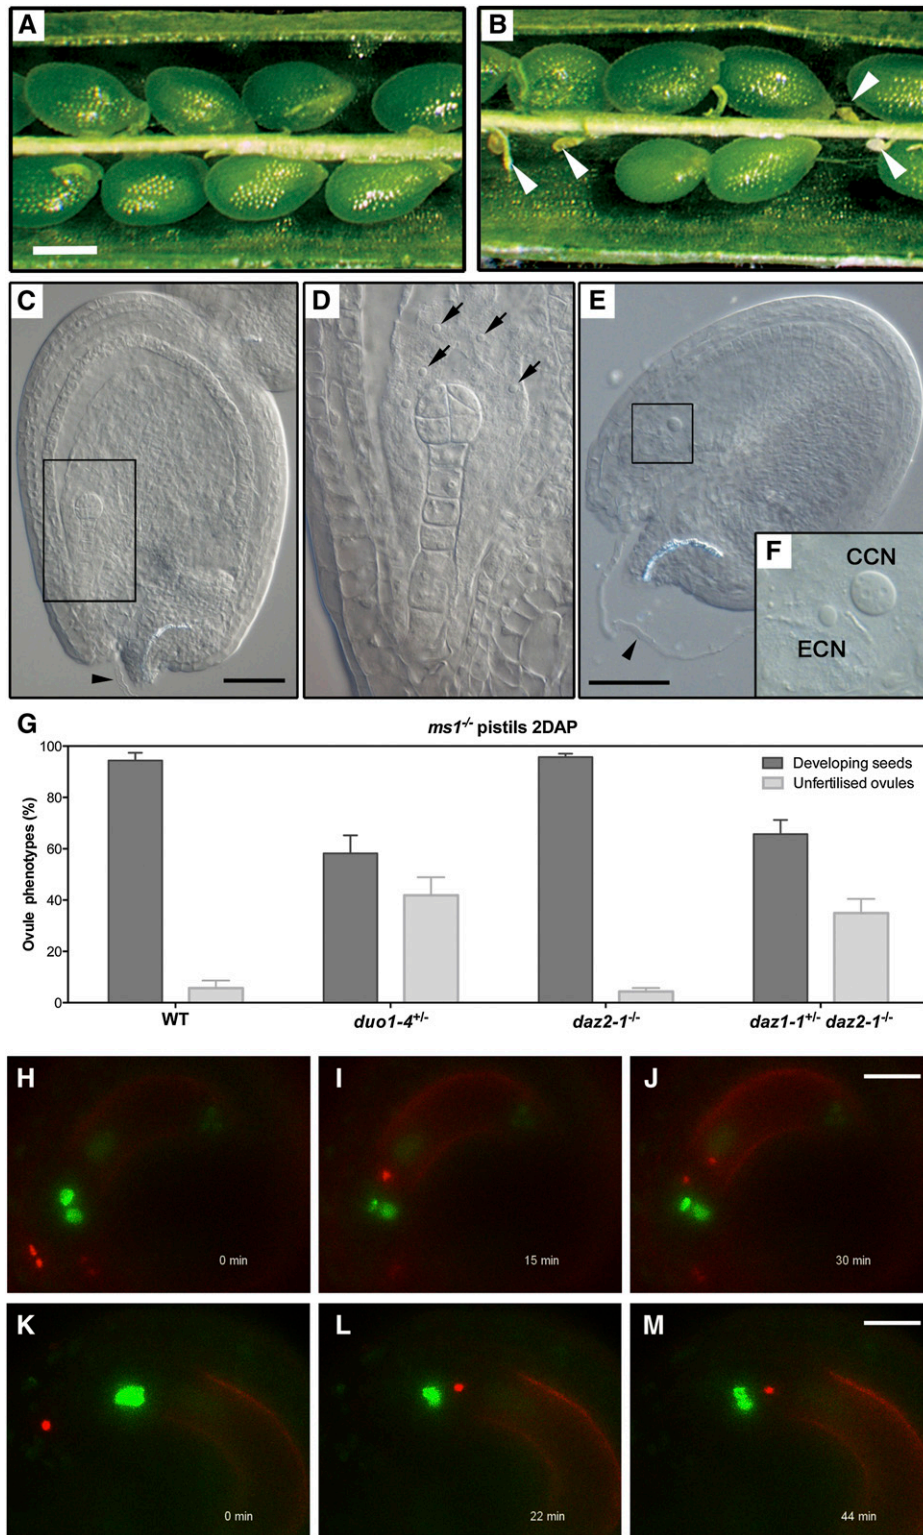 A
B
C
D
E
F
CCN
ECN
G
ms1-/- pistils 2DAP
100
80
60
40
20
0
Ovule phenotypes (%)
Developing seeds
Unfertilised ovules
WT
duo1-4+/-
daz2-1-/-
daz1-1+/- daz2-1-/-
H
0 min
I
15 min
J
30 min
K
0 min
L
22 min
M
44 min